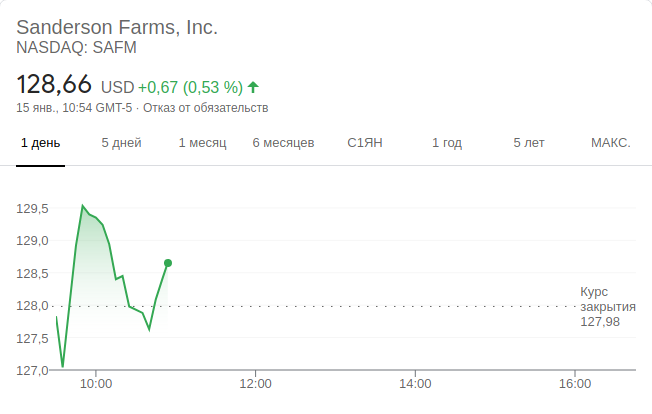 Sanderson Farms, Inc.
NASDAQ: SAFM
128,66 USD +0,67 (0,53 %)
15 янв., 10:54 GMT-5 · Отказ от обязательств
1 день 5 дней 1 месяц 6 месяцев С1ЯН 1 год 5 лет МАКС.
129,5
129,0
128,5
128,0
127,5
127,0
Курс
закрытия
127,98
10:00 12:00 14:00 16:00